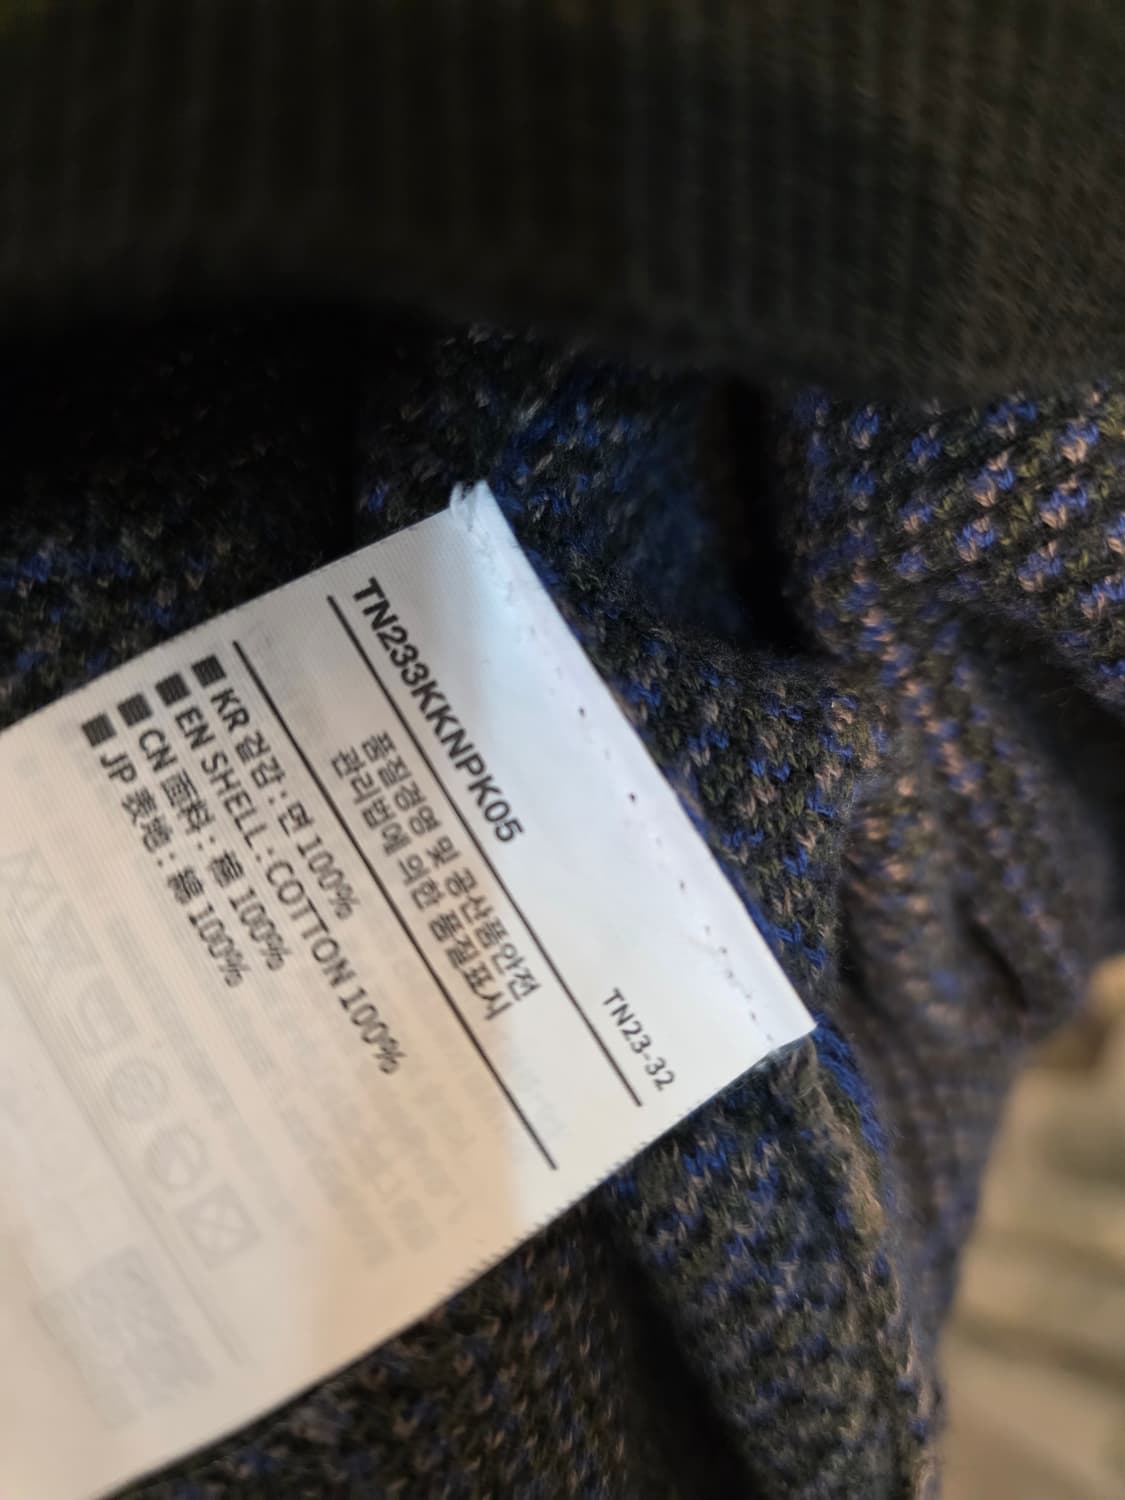 TN23-32
TN233KKNPK05
품질경영 및 공산품안전
관리법에 의한 품질표시
KR 겉감 : 면 100%
EN SHELL : COTTON 100%
CN 面料 : 棉 100%
JP 表地 : 綿 100%